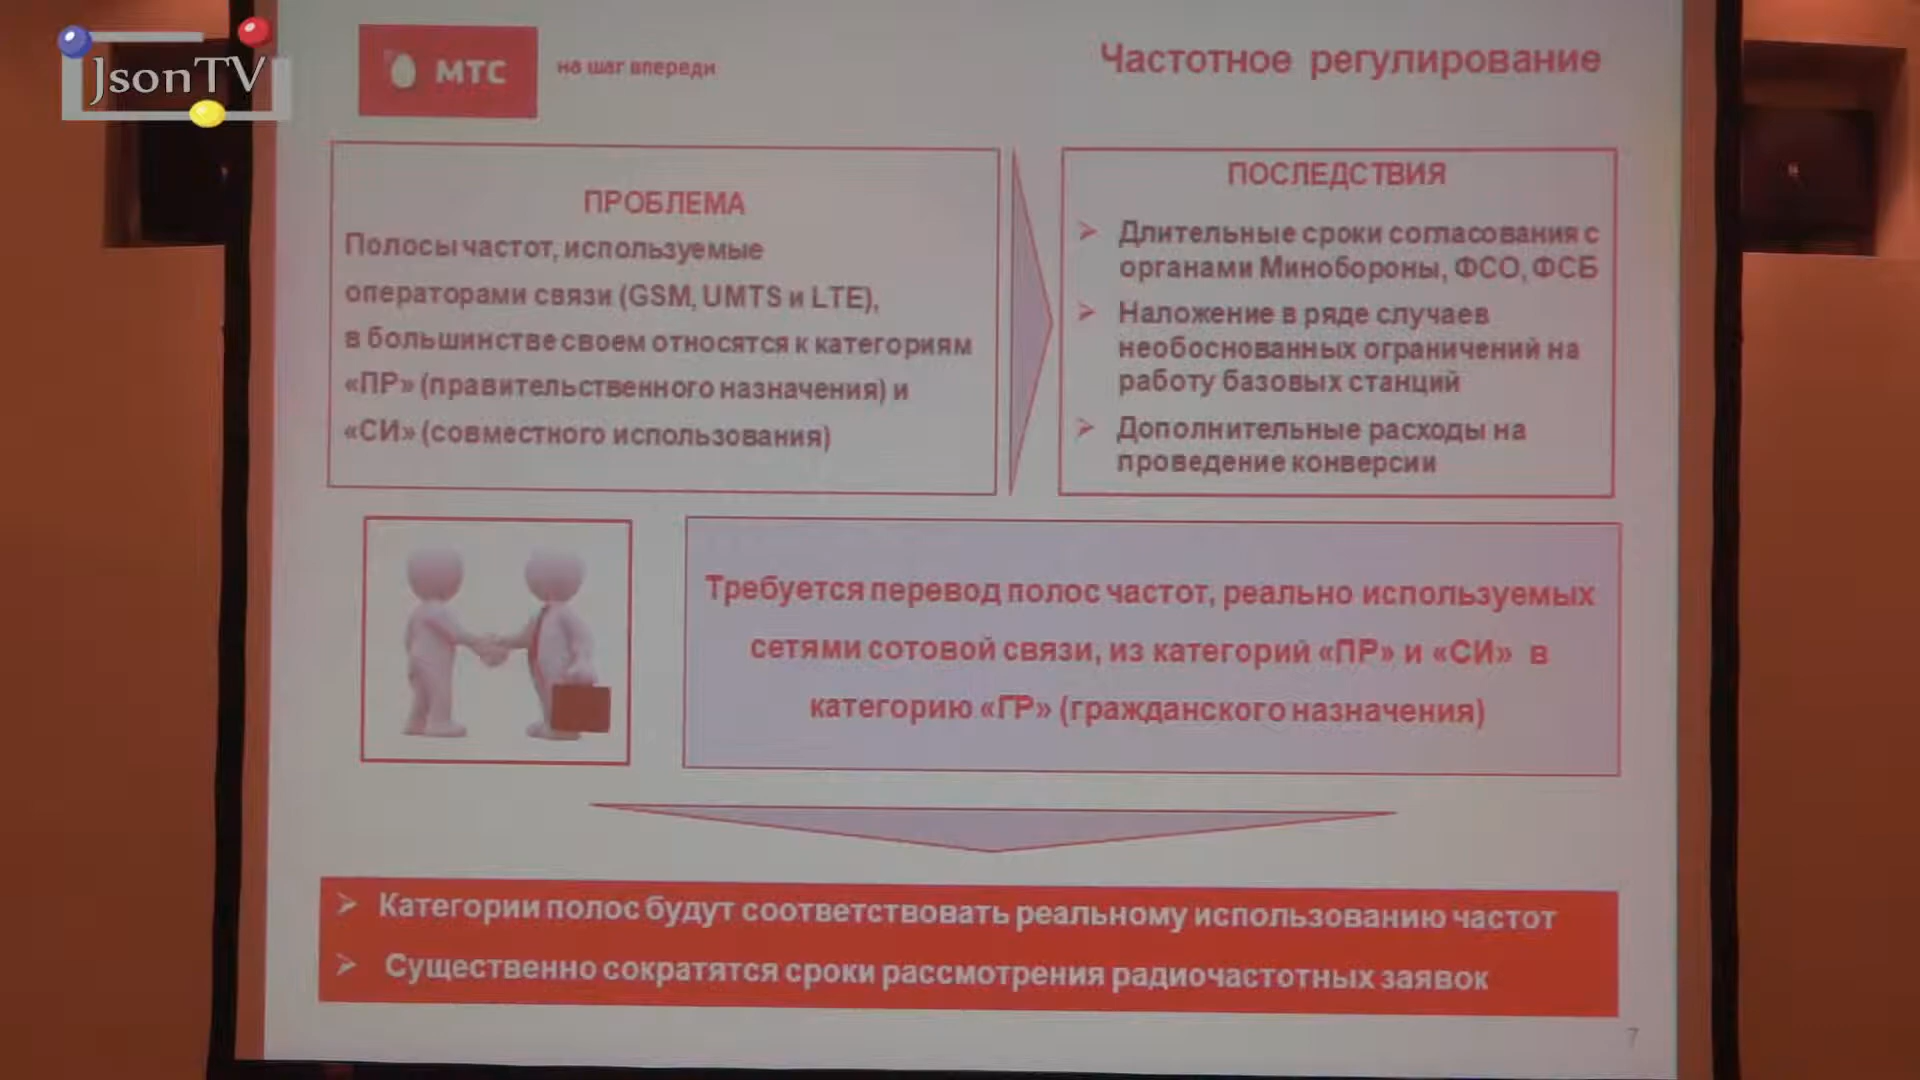 JsonTV
МТС
на шаг впереди
Частотное регулирование
ПРОБЛЕМА
Полосы частот, используемые
операторами связи (GSM, UMTS и LTE),
в большинстве своем относятся к категориям
«ПР» (правительственного назначения) и
«СИ» (совместного использования)
ПОСЛЕДСТВИЯ
Длительные сроки согласования с
органами Минобороны, ФСО, ФСБ
Наложение в ряде случаев
необоснованных ограничений на
работу базовых станций
Дополнительные расходы на
проведение конверсии
Требуется перевод полос частот, реально используемых
сетями сотовой связи, из категорий «ПР» и «СИ» в
категорию «ГР» (гражданского назначения)
Категории полос будут соответствовать реальному использованию частот
Существенно сократятся сроки рассмотрения радиочастотных заявок
7